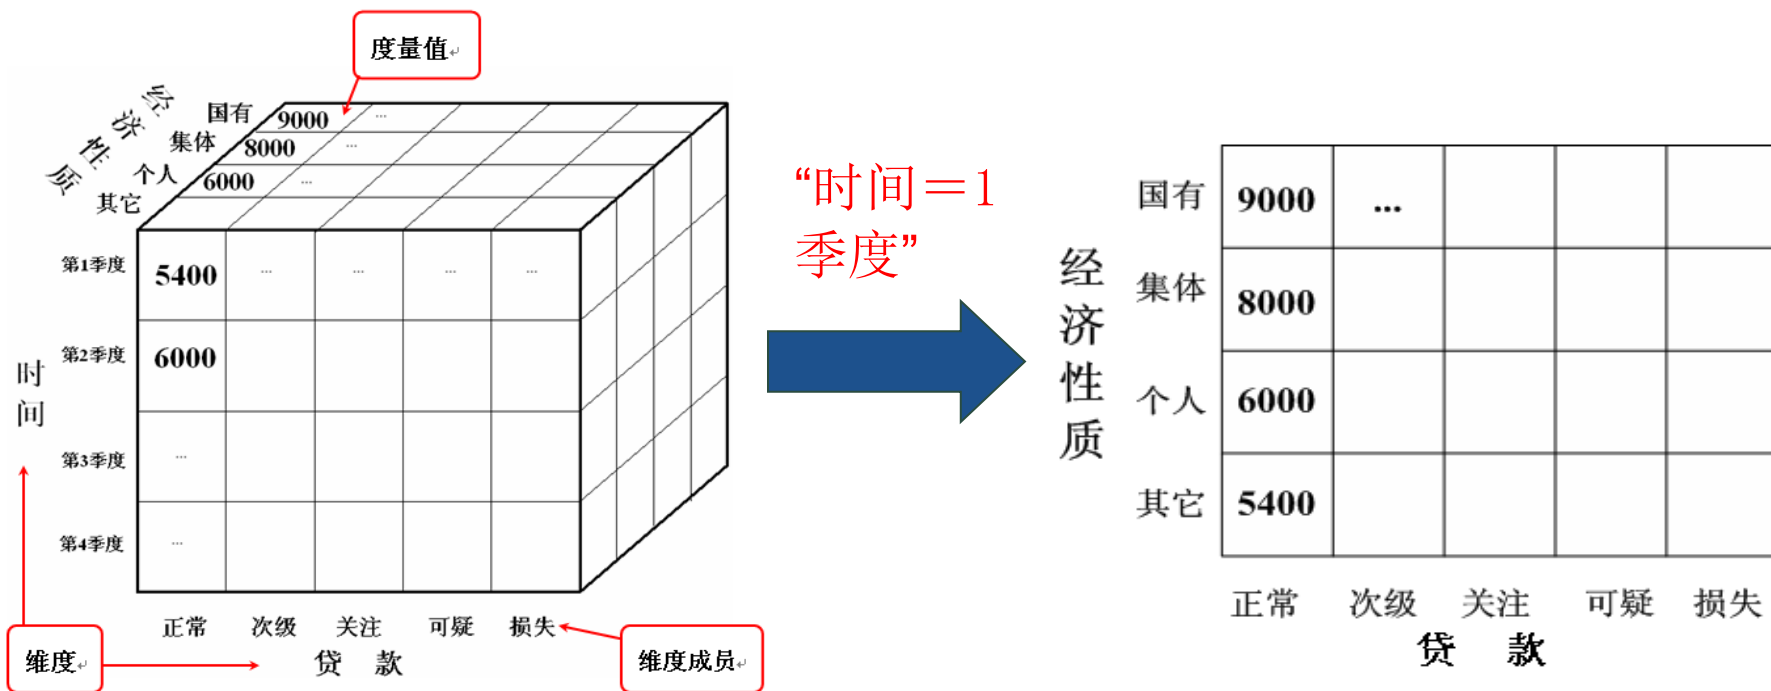 度量值
经济性质
国有 9000 ...
集体 8000 ...
个人 6000 ...
其它
第1季度 5400 ... ... ... ...
第2季度 6000
时间
第3季度 ...
第4季度 ...
正常 次级 关注 可疑 损失
贷 款
维度
维度成员
“时间＝1
季度”
经济性质
国有 9000 ...
集体 8000
个人 6000
其它 5400
正常 次级 关注 可疑 损失
贷 款